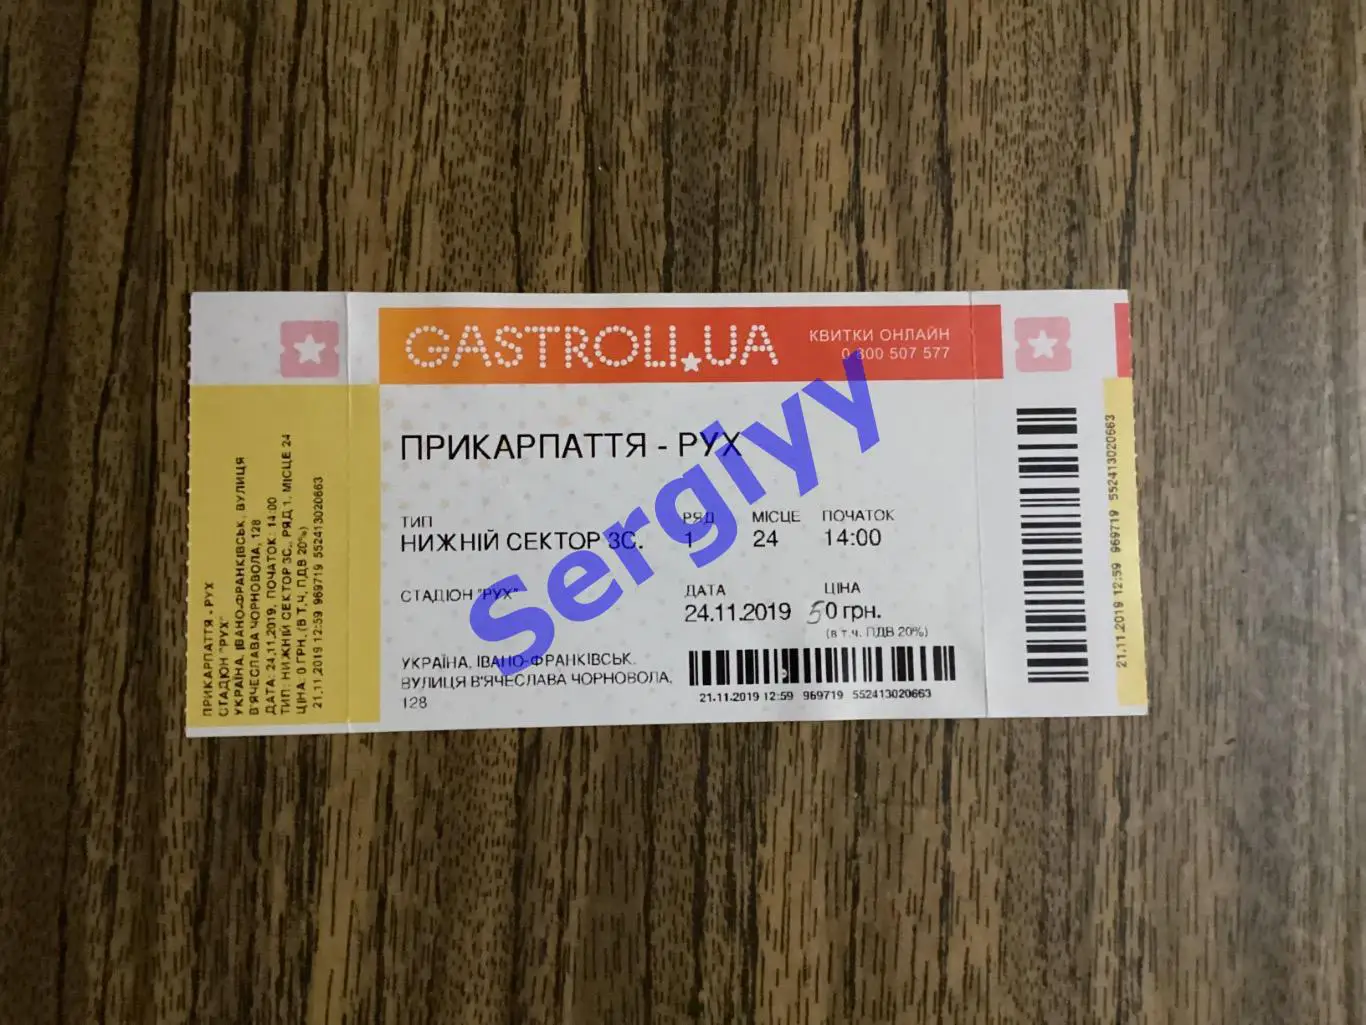 GASTROLI.UA
КВИТКИ ОНЛАЙН
0 800 507 577
ПРИКАРПАТТЯ - РУХ
ТИП
НИЖНІЙ СЕКТОР 3С.
РЯД
1
МІСЦЕ
24
ПОЧАТОК
14:00
СТАДІОН "РУХ"
ДАТА
24.11.2019
ЦІНА
50 грн.
(в т.ч. ПДВ 20%)
УКРАЇНА, ІВАНО-ФРАНКІВСЬК,
ВУЛИЦЯ В'ЯЧЕСЛАВА ЧОРНОВОЛА,
128
21.11.2019 12:59 969719 552413020663
ПРИКАРПАТТЯ - РУХ
СТАДІОН "РУХ"
УКРАЇНА, ІВАНО-ФРАНКІВСЬК, ВУЛИЦЯ
В'ЯЧЕСЛАВА ЧОРНОВОЛА, 128
ДАТА: 24.11.2019, ПОЧАТОК: 14:00
ТИП: НИЖНІЙ СЕКТОР 3С., РЯД 1, МІСЦЕ 24
ЦІНА: 0 ГРН. (В Т.Ч. ПДВ 20%)
21.11.2019 12:59 969719 552413020663
21.11.2019 12:59 969719 552413020663
Sergiyy